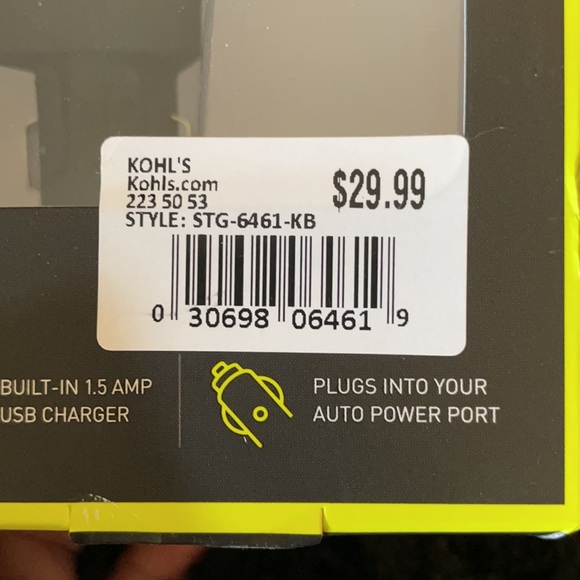 KOHL'S
Kohls.com
$29.99
223 50 53
STYLE: STG-6461-KB
0 30698 06461 9
BUILT-IN 1.5 AMP
USB CHARGER
PLUGS INTO YOUR
AUTO POWER PORT